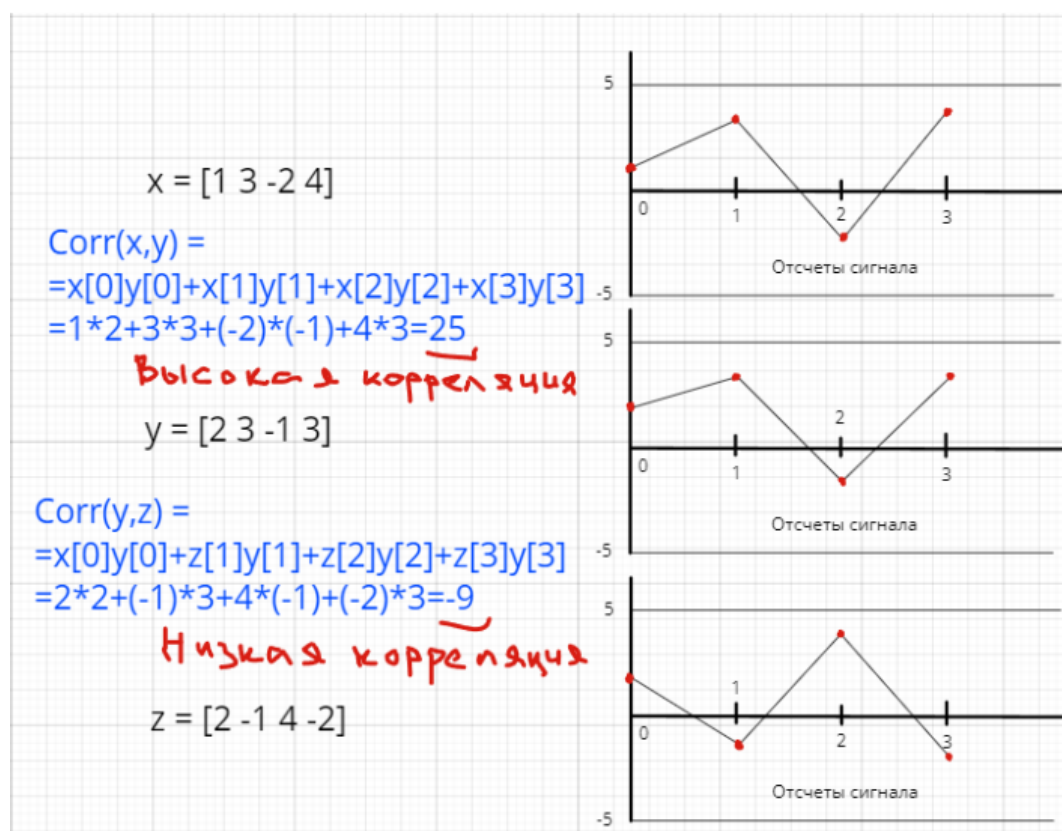 x = [1 3 -2 4]
Corr(x,y) =
=x[0]y[0]+x[1]y[1]+x[2]y[2]+x[3]y[3]
=1*2+3*3+(-2)*(-1)+4*3=25
Высокая корреляция
y = [2 3 -1 3]
Corr(y,z) =
=x[0]y[0]+z[1]y[1]+z[2]y[2]+z[3]y[3]
=2*2+(-1)*3+4*(-1)+(-2)*3=-9
Низкая корреляция
z = [2 -1 4 -2]
5
0 1 2 3
Отсчеты сигнала
-5
5
2
0 1 3
Отсчеты сигнала
-5
5
1
0 2 3
Отсчеты сигнала
-5